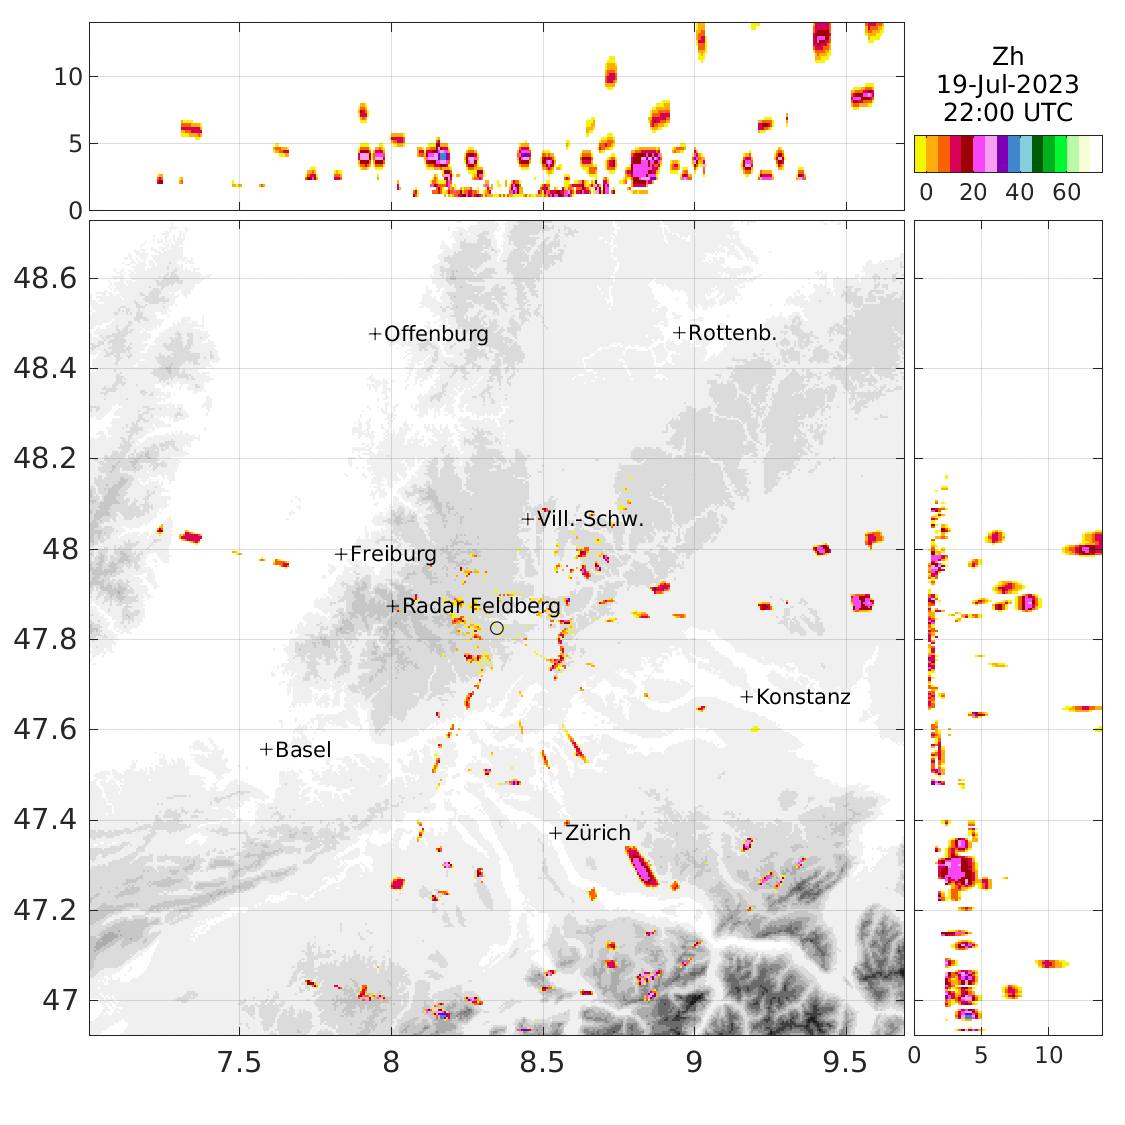 10
5
0
Zh
19-Jul-2023
22:00 UTC
0 20 40 60
48.6
48.4
48.2
48
47.8
47.6
47.4
47.2
47
+Offenburg
+Rottenb.
+Vill.-Schw.
+Freiburg
+Radar Feldberg
+Konstanz
+Basel
+Zürich
7.5 8 8.5 9 9.5
0 5 10